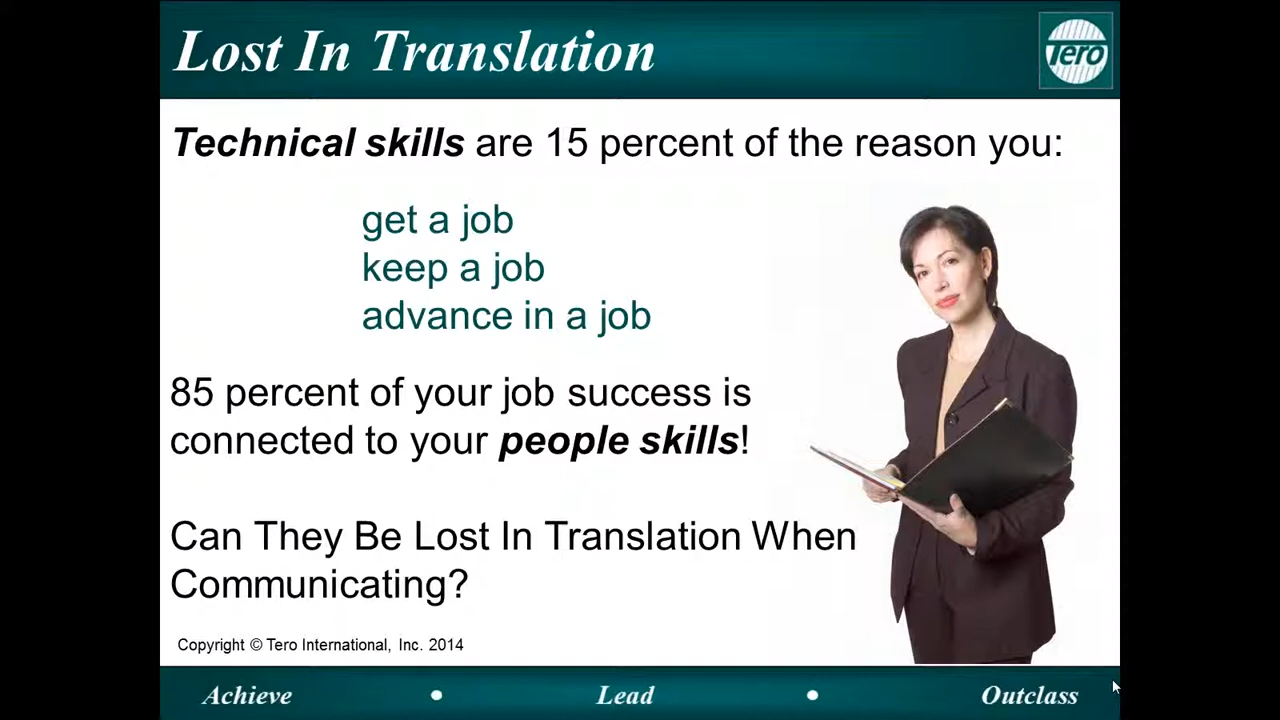 Lost In Translation
Tero
Technical skills are 15 percent of the reason you:
get a job
keep a job
advance in a job
85 percent of your job success is
connected to your people skills!
Can They Be Lost In Translation When
Communicating?
Copyright © Tero International, Inc. 2014
Achieve • Lead • Outclass